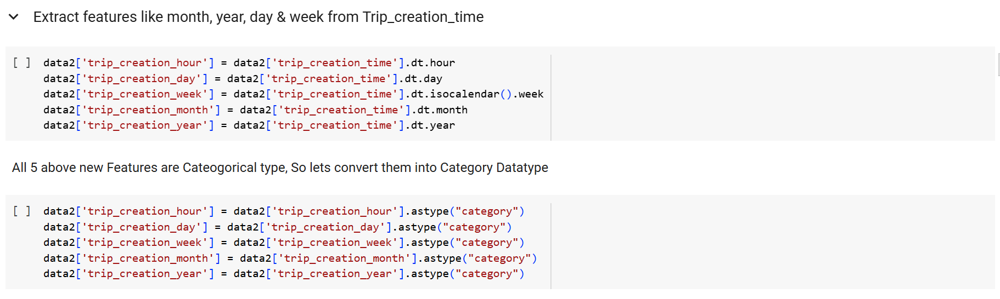 Extract features like month, year, day & week from Trip_creation_time
[ ] data2['trip_creation_hour'] = data2['trip_creation_time'].dt.hour
data2['trip_creation_day'] = data2['trip_creation_time'].dt.day
data2['trip_creation_week'] = data2['trip_creation_time'].dt.isocalendar().week
data2['trip_creation_month'] = data2['trip_creation_time'].dt.month
data2['trip_creation_year'] = data2['trip_creation_time'].dt.year
All 5 above new Features are Cateogorical type, So lets convert them into Category Datatype
[ ] data2['trip_creation_hour'] = data2['trip_creation_hour'].astype("category")
data2['trip_creation_day'] = data2['trip_creation_day'].astype("category")
data2['trip_creation_week'] = data2['trip_creation_week'].astype("category")
data2['trip_creation_month'] = data2['trip_creation_month'].astype("category")
data2['trip_creation_year'] = data2['trip_creation_year'].astype("category")